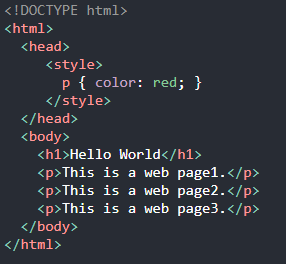 <!DOCTYPE html>
<html>
  <head>
    <style>
      p { color: red; }
    </style>
  </head>
  <body>
    <h1>Hello World</h1>
    <p>This is a web page1.</p>
    <p>This is a web page2.</p>
    <p>This is a web page3.</p>
  </body>
</html>